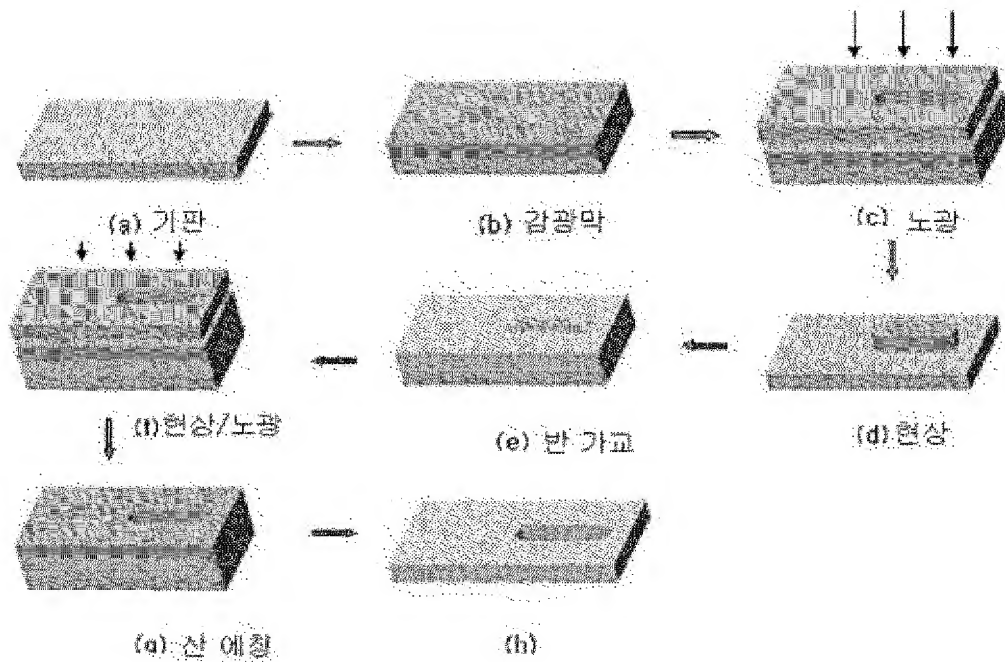 (a) 기판
(b) 감광막
(c) 노광
(d) 현상
(e) 반 가교
(f) 현상/노광
(g) 산 에칭
(h)